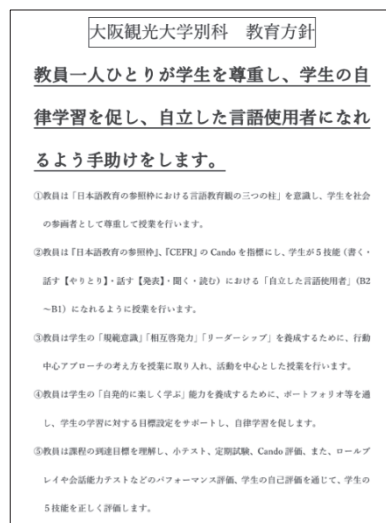 大阪観光大学別科　教育方針
教員一人ひとりが学生を尊重し、学生の自
律学習を促し、自立した言語使用者になれ
るよう手助けをします。
①教員は「日本語教育の参照枠における言語教育観の三つの柱」を意識し、学生を社会
の参画者として尊重して授業を行います。
②教員は『日本語教育の参照枠』、『CEFR』の Cando を指標にし、学生が５技能（書く・
話す【やりとり】・話す【発表】・聞く・読む）における「自立した言語使用者」（B2
～B1）になれるように授業を行います。
③教員は学生の「規範意識」「相互啓発力」「リーダーシップ」を養成するために、行動
中心アプローチの考え方を授業に取り入れ、活動を中心とした授業を行います。
④教員は学生の「自発的に楽しく学ぶ」能力を養成するために、ポートフォリオ等を通
し、学生の学習に対する目標設定をサポートし、自律学習を促します。
⑤教員は課程の到達目標を理解し、小テスト、定期試験、Cando 評価、また、ロールプ
レイや会話能力テストなどのパフォーマンス評価、学生の自己評価を通じて、学生の
５技能を正しく評価します。